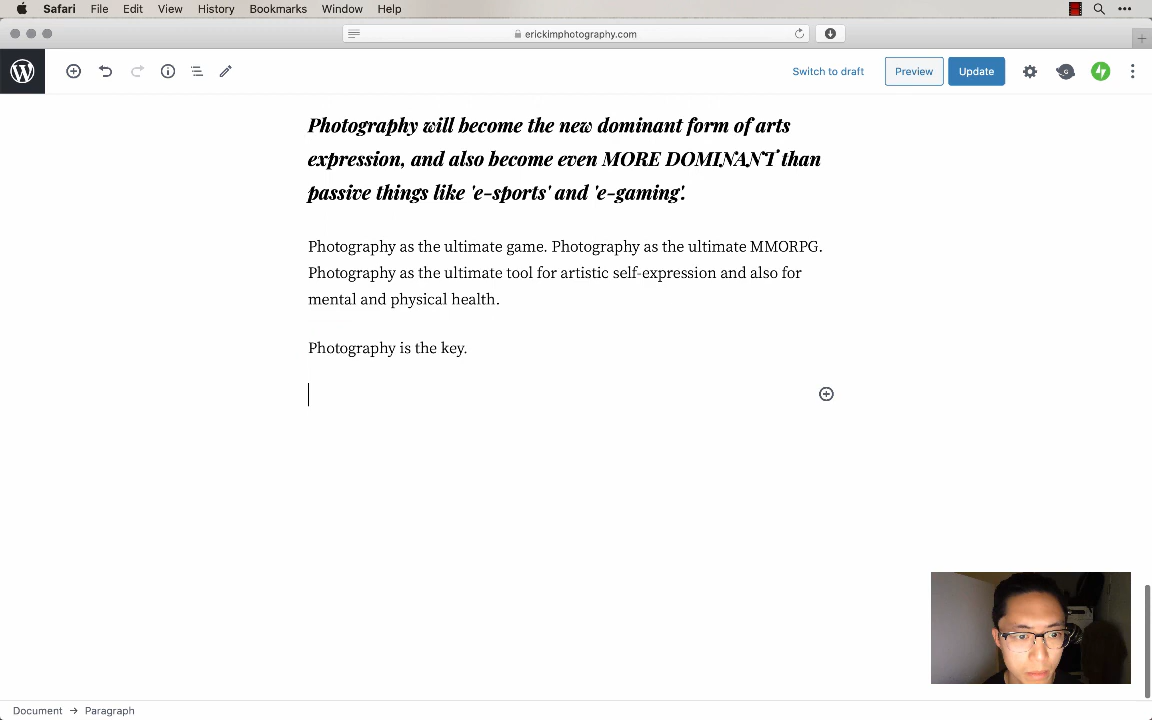 Safari File Edit View History Bookmarks Window Help
erickimphotography.com
Switch to draft Preview Update
Photography will become the new dominant form of arts
expression, and also become even MORE DOMINANT than
passive things like 'e-sports' and 'e-gaming'.
Photography as the ultimate game. Photography as the ultimate MMORPG.
Photography as the ultimate tool for artistic self-expression and also for
mental and physical health.
Photography is the key.
Document → Paragraph